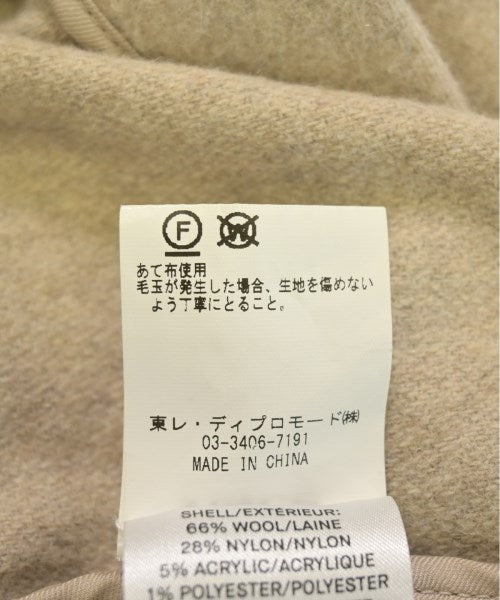 F W
あて布使用
毛玉が発生した場合、生地を傷めない
よう丁寧にとること。
東レ・ディプロモード㈱
03-3406-7191
MADE IN CHINA
SHELL/EXTÉRIEUR:
66% WOOL/LAINE
28% NYLON/NYLON
5% ACRYLIC/ACRYLIQUE
1% POLYESTER/POLYESTER